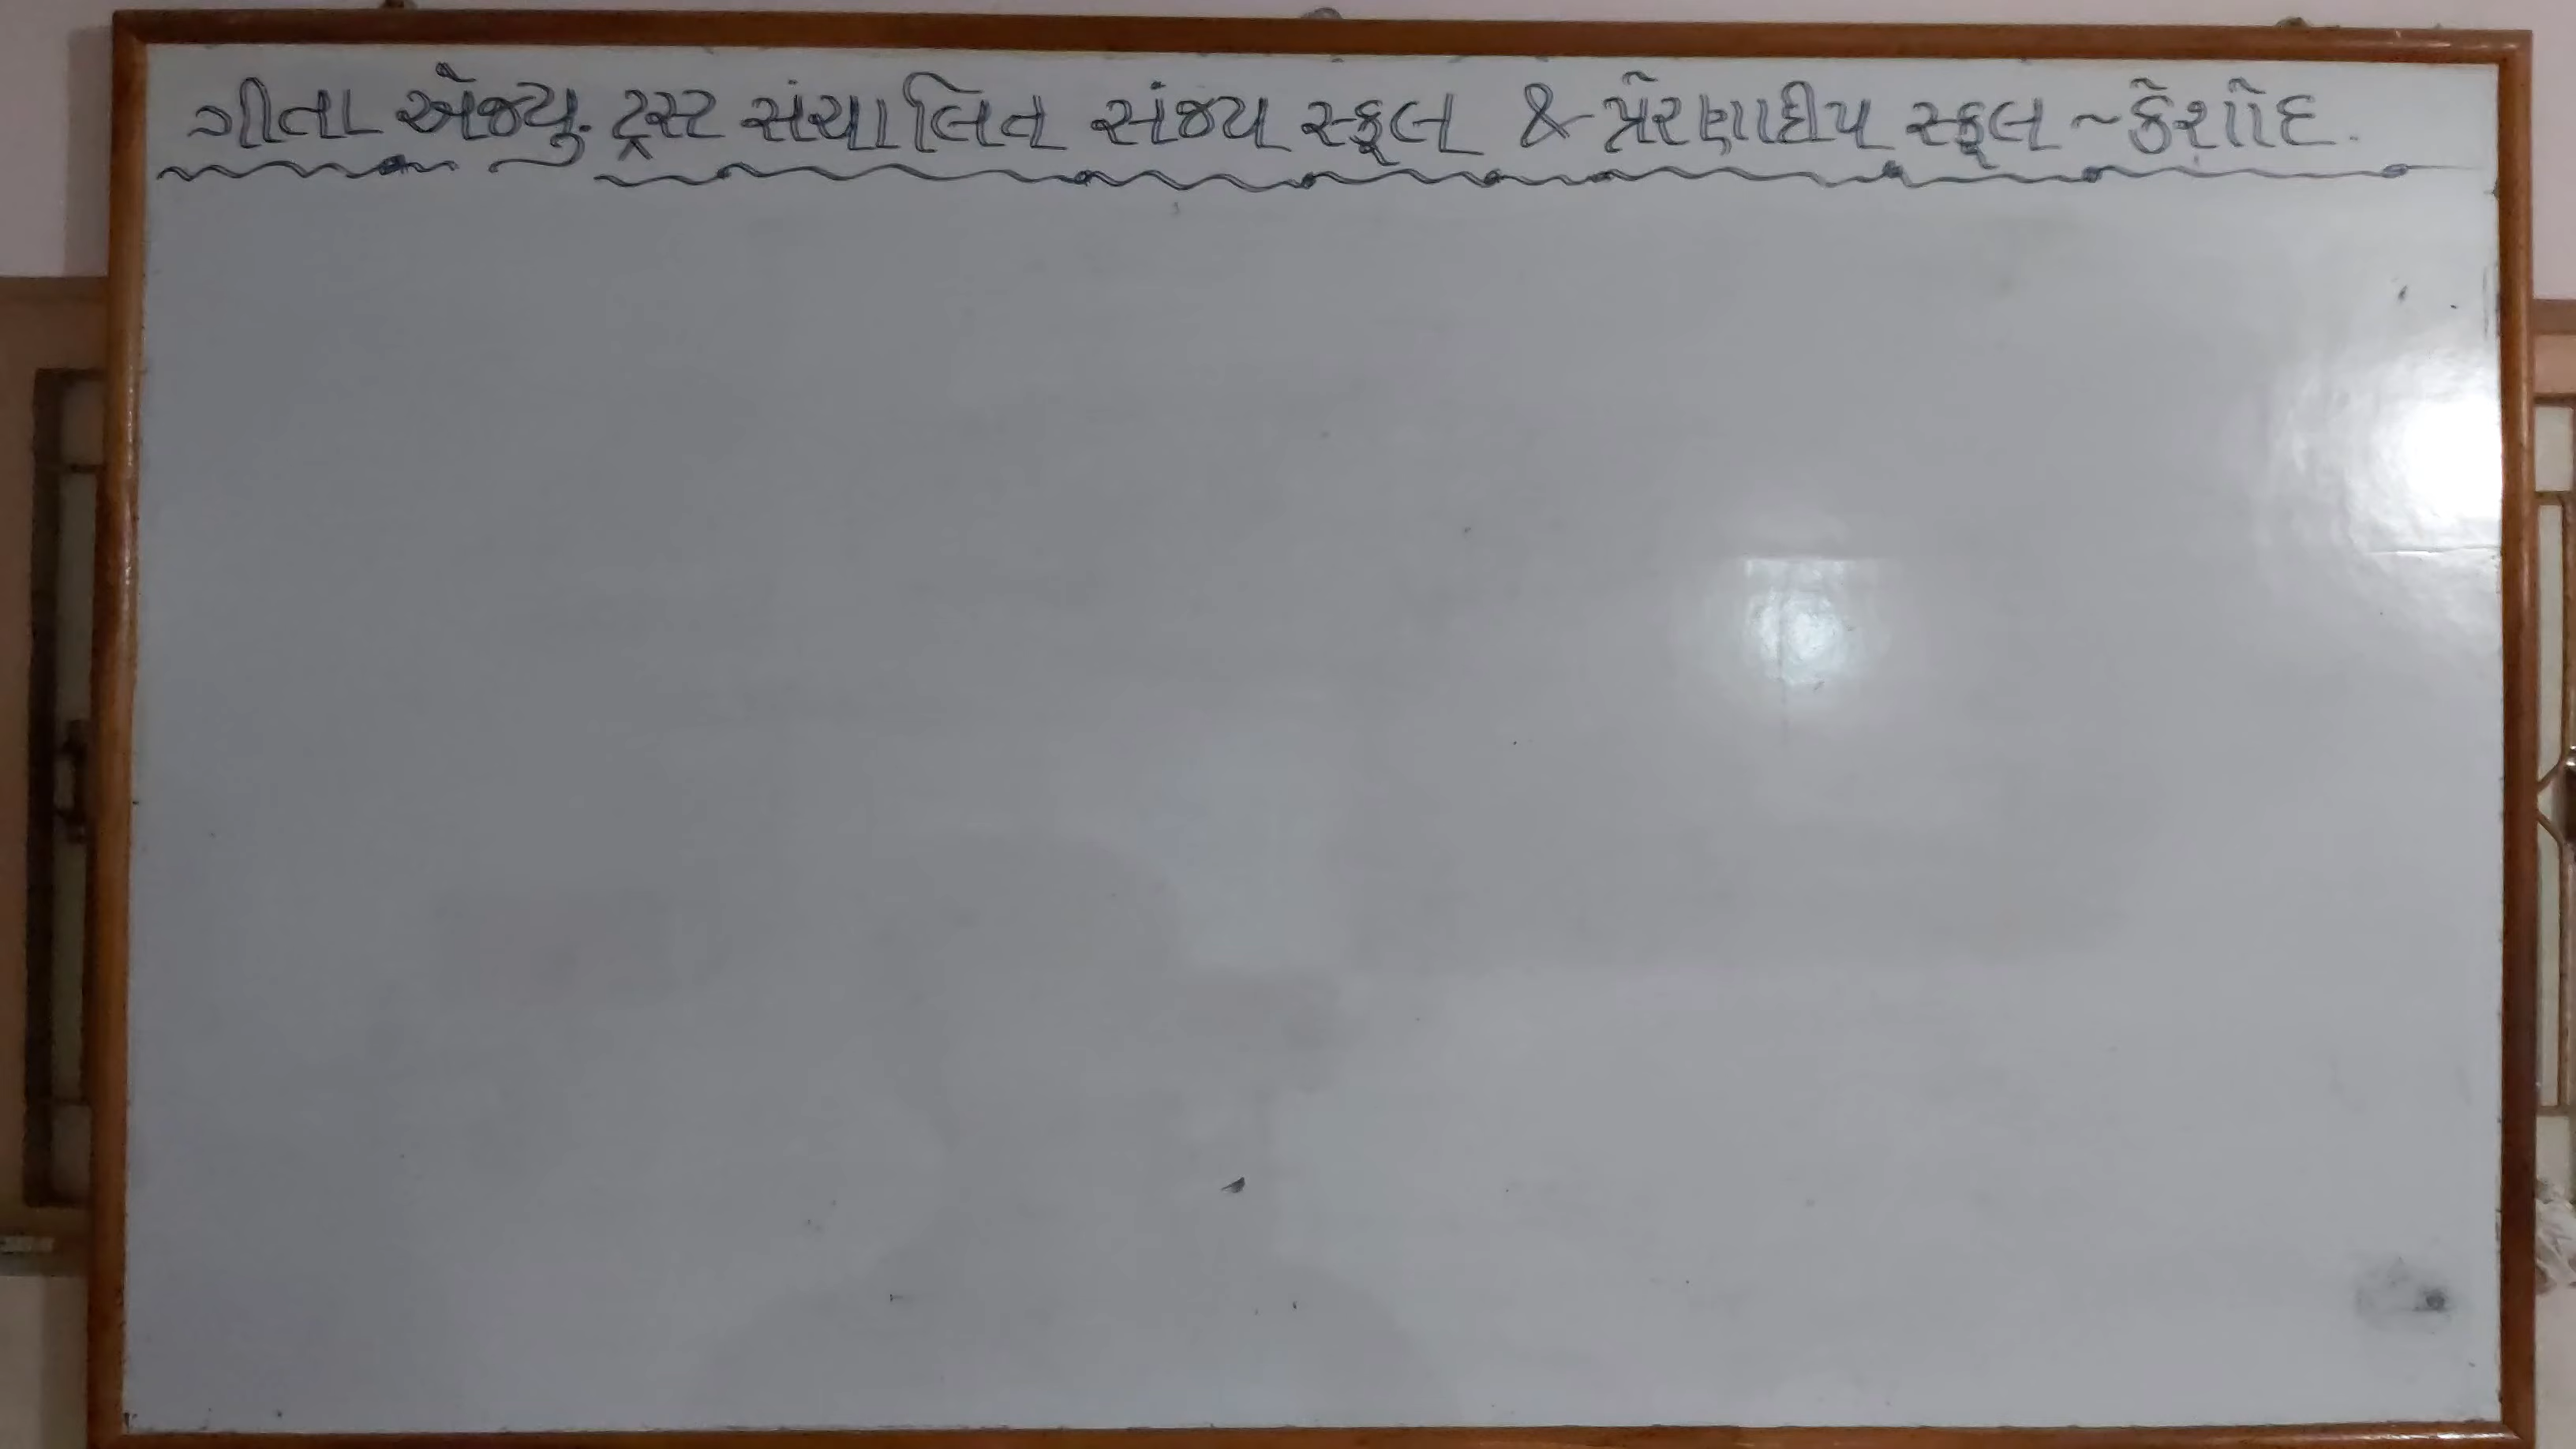 ગીતા એજ્યુ. ટ્રસ્ટ સંચાલિત સંજય સ્કૂલ & પ્રેરણાદીપ સ્કૂલ ~ કેશોદ.